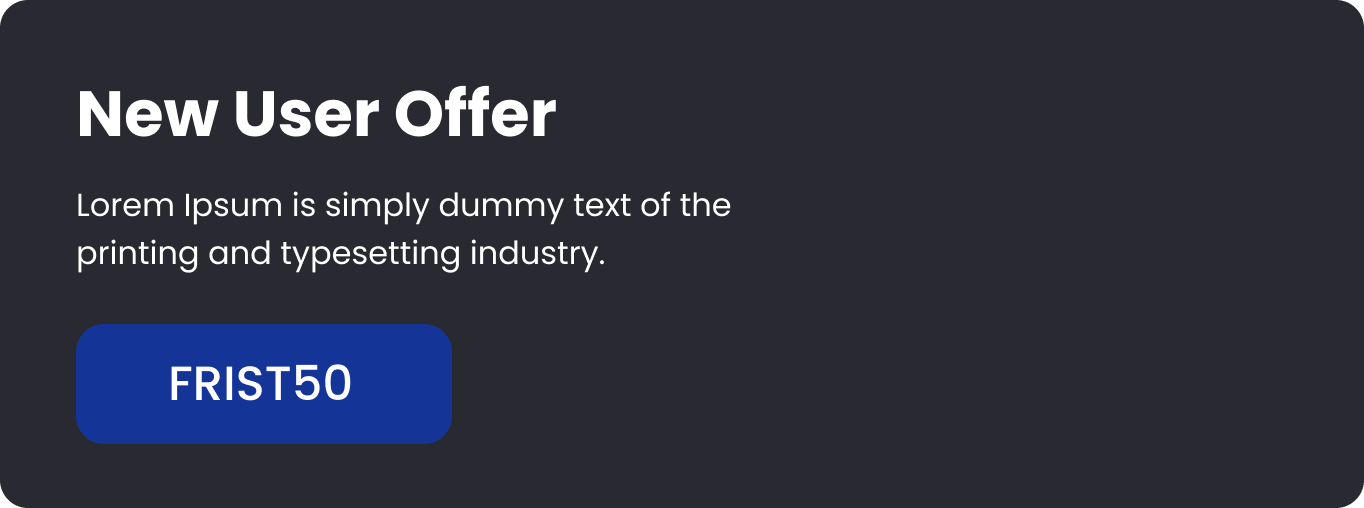 New User Offer
Lorem Ipsum is simply dummy text of the
printing and typesetting industry.
FRIST50